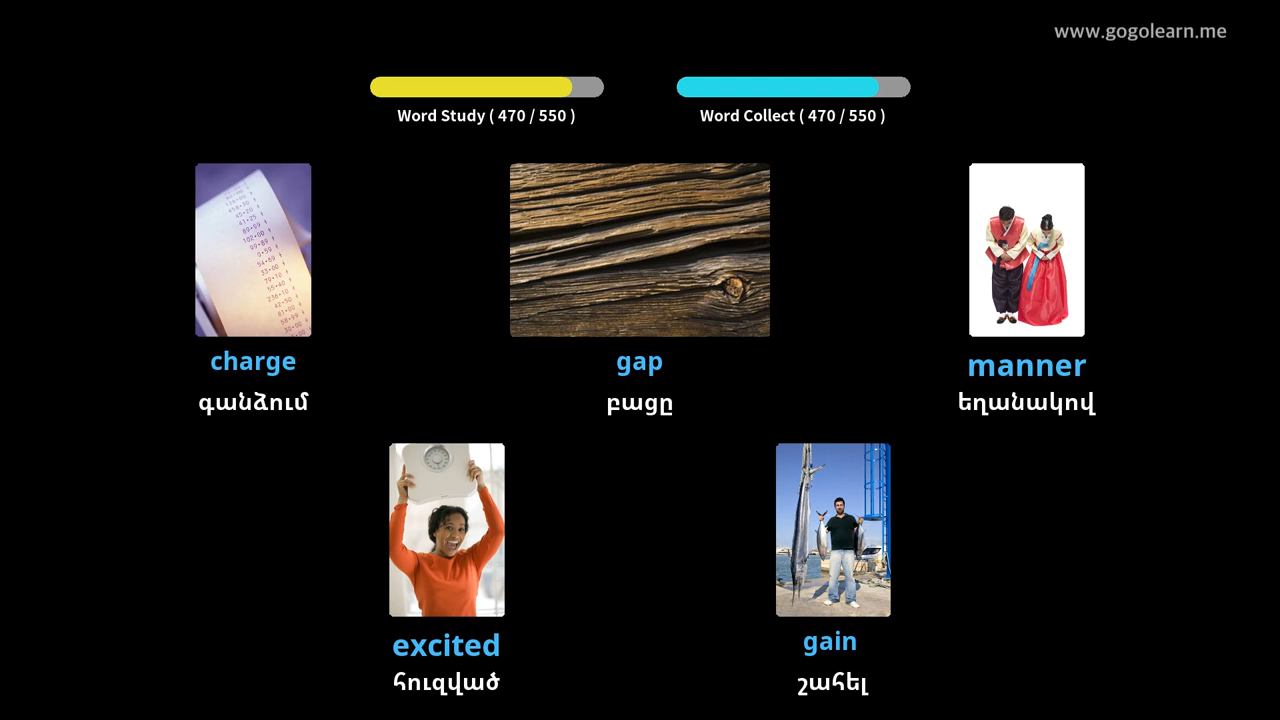 www.gogolearn.me
Word Study ( 470 / 550 )
Word Collect ( 470 / 550 )
charge
գանձում
gap
բացը
manner
եղանակով
excited
հուզված
gain
շահել